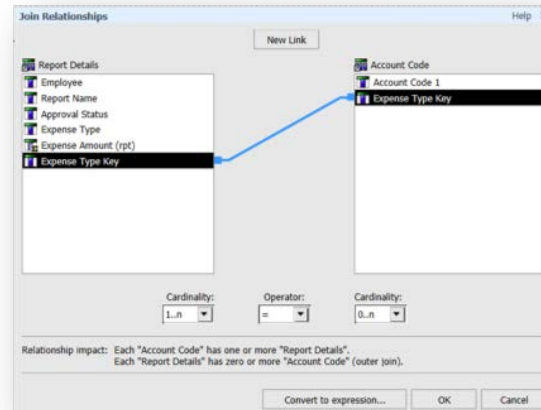 Join Relationships Help
New Link
Report Details Account Code
Employee Account Code 1
Report Name Expense Type Key
Approval Status
Expense Type
Expense Amount (rpt)
Expense Type Key
Cardinality: Operator: Cardinality:
1..n = 0..n
Relationship impact: Each "Account Code" has one or more "Report Details".
Each "Report Details" has zero or more "Account Code" (outer join).
Convert to expression... OK Cancel